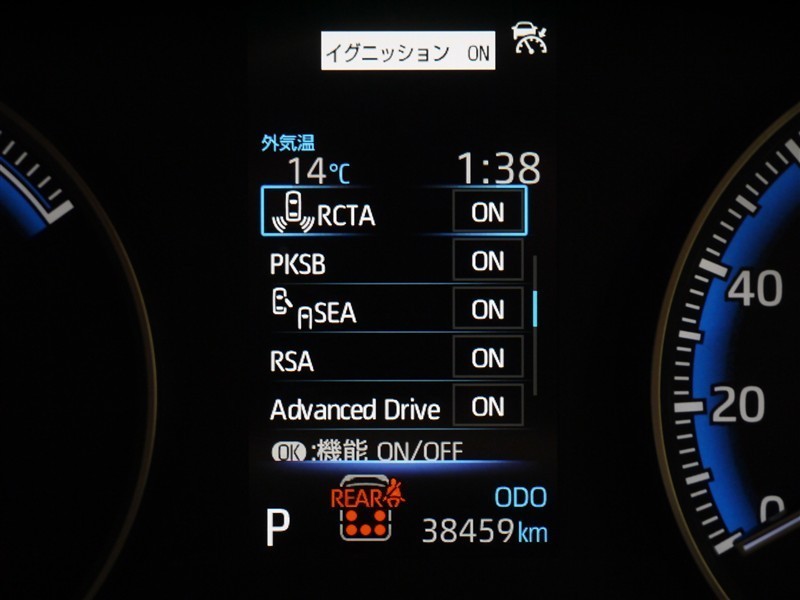 イグニッション ON
外気温
14℃ 1:38
RCTA ON
PKSB ON
SEA ON
RSA ON
Advanced Drive ON
OK :機能 ON/OFF
REAR
P
ODO
38459km
40
20
0